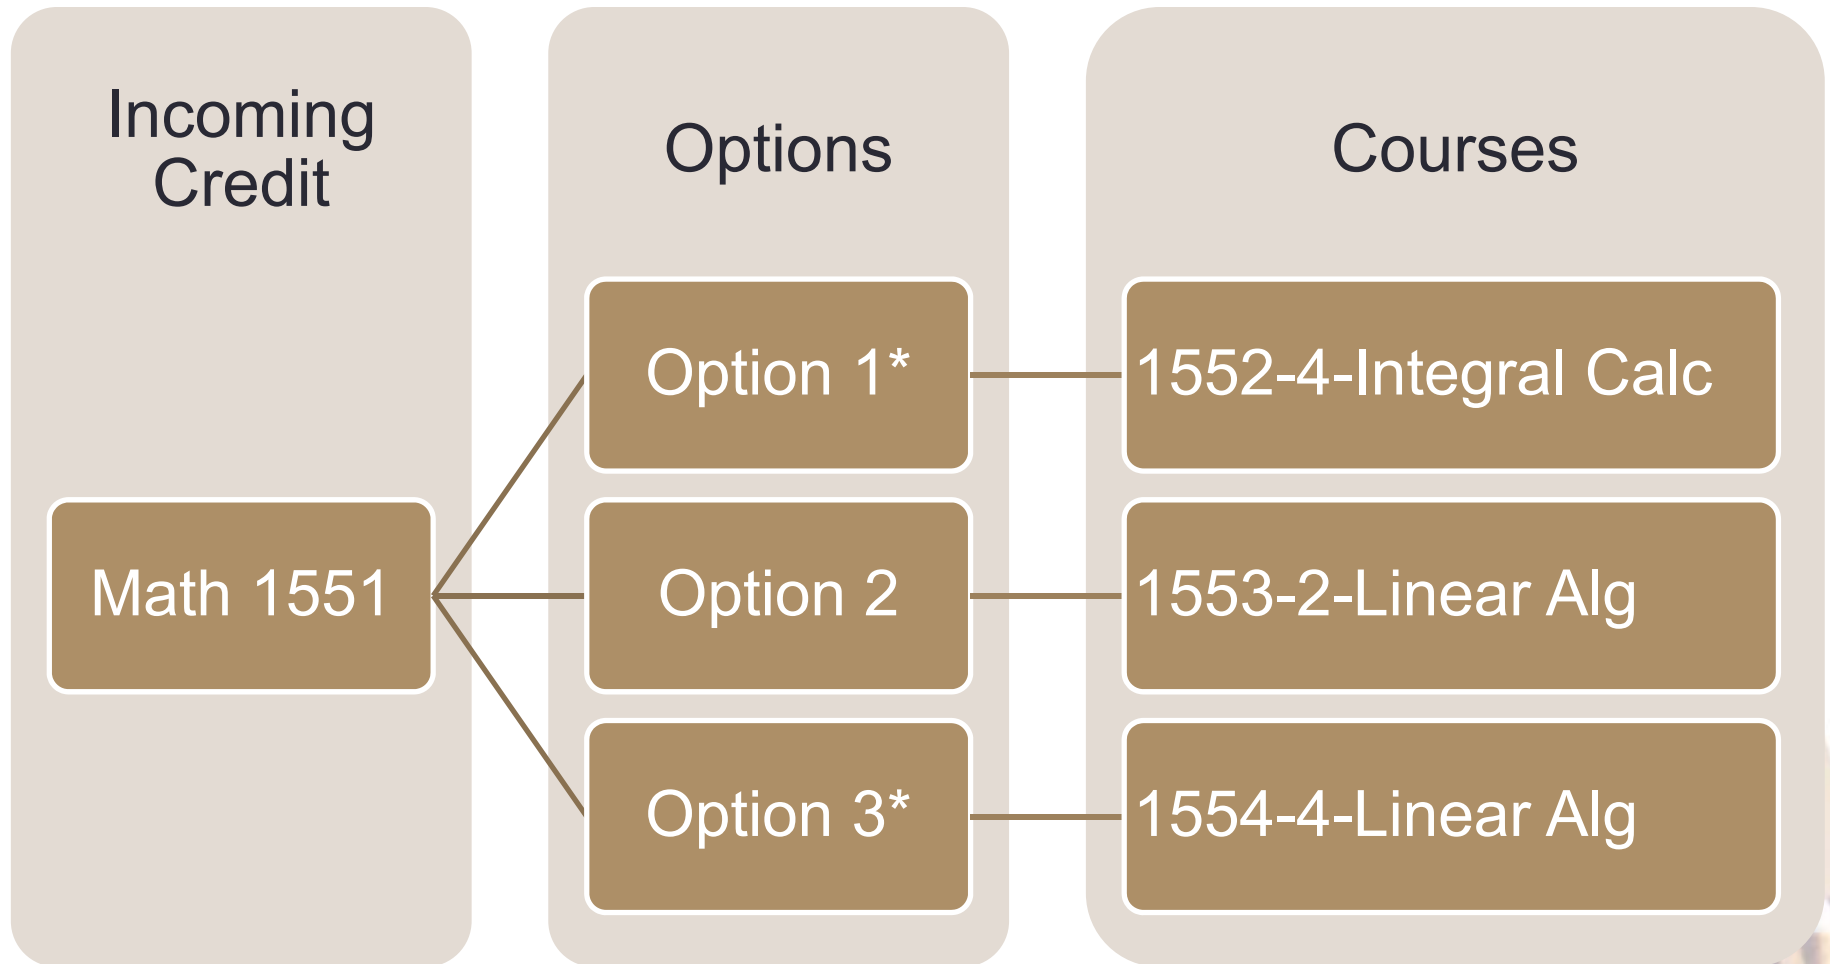 Incoming
Credit
Options
Courses
Math 1551
Option 1*
1552-4-Integral Calc
Option 2
1553-2-Linear Alg
Option 3*
1554-4-Linear Alg